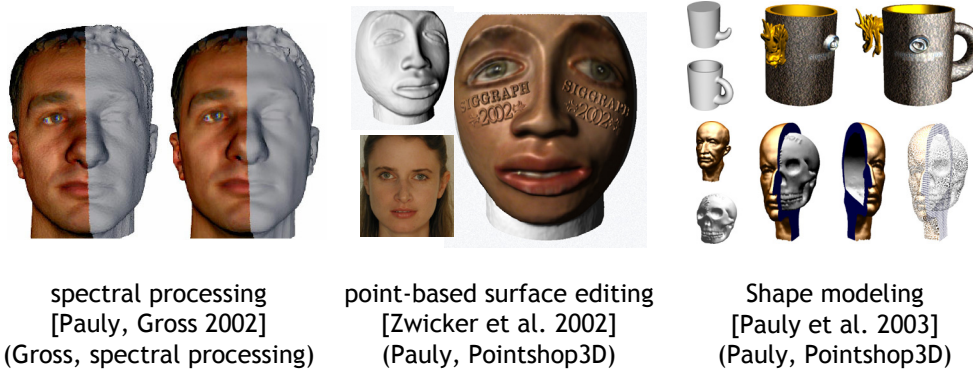 SIGGRAPH
2002
SIGGRAPH
2002
spectral processing
[Pauly, Gross 2002]
(Gross, spectral processing)
point-based surface editing
[Zwicker et al. 2002]
(Pauly, Pointshop3D)
Shape modeling
[Pauly et al. 2003]
(Pauly, Pointshop3D)